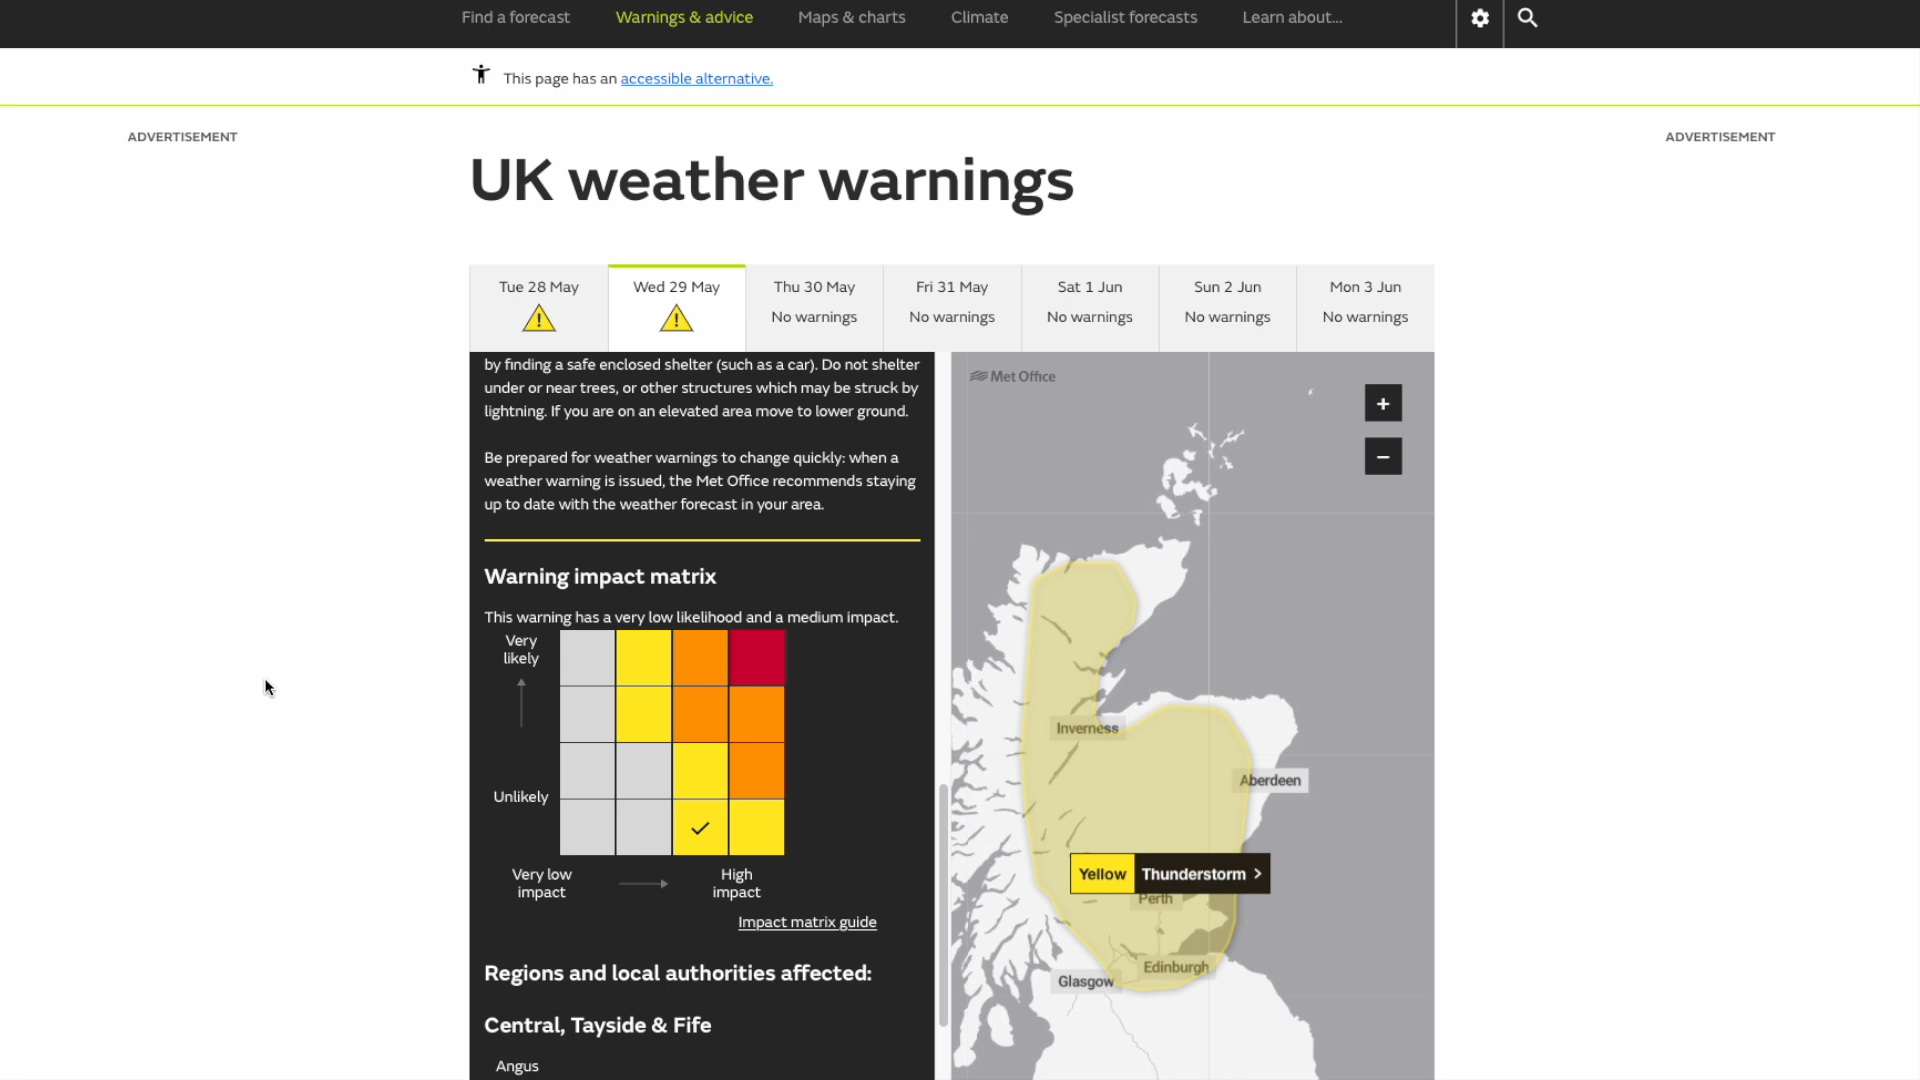 Find a forecast
Warnings & advice
Maps & charts
Climate
Specialist forecasts
Learn about...
This page has an accessible alternative.
ADVERTISEMENT
ADVERTISEMENT
UK weather warnings
Tue 28 May
Wed 29 May
Thu 30 May
No warnings
Fri 31 May
No warnings
Sat 1 Jun
No warnings
Sun 2 Jun
No warnings
Mon 3 Jun
No warnings
by finding a safe enclosed shelter (such as a car). Do not shelter
under or near trees, or other structures which may be struck by
lightning. If you are on an elevated area move to lower ground.
Be prepared for weather warnings to change quickly: when a
weather warning is issued, the Met Office recommends staying
up to date with the weather forecast in your area.
Warning impact matrix
This warning has a very low likelihood and a medium impact.
Very
likely
Unlikely
Very low
impact
High
impact
Impact matrix guide
Regions and local authorities affected:
Central, Tayside & Fife
Angus
Met Office
+
−
Inverness
Aberdeen
Yellow Thunderstorm >
Perth
Edinburgh
Glasgow